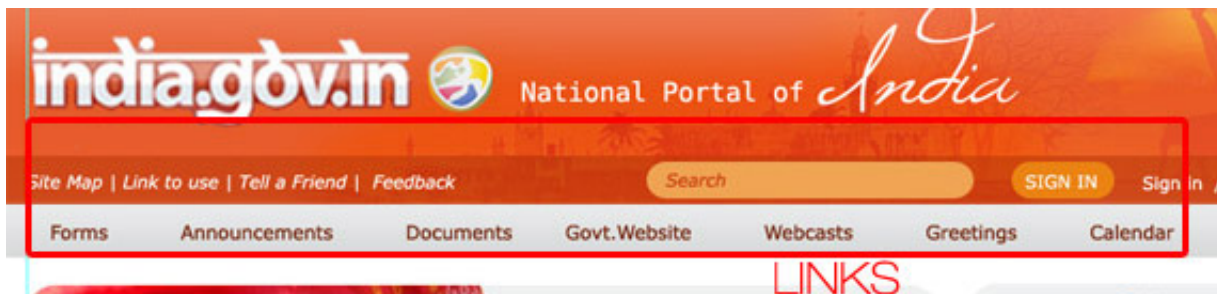 india.gov.in National Portal of India
Site Map | Link to use | Tell a Friend | Feedback Search SIGN IN Sign in /
Forms Announcements Documents Govt.Website Webcasts Greetings Calendar
LINKS